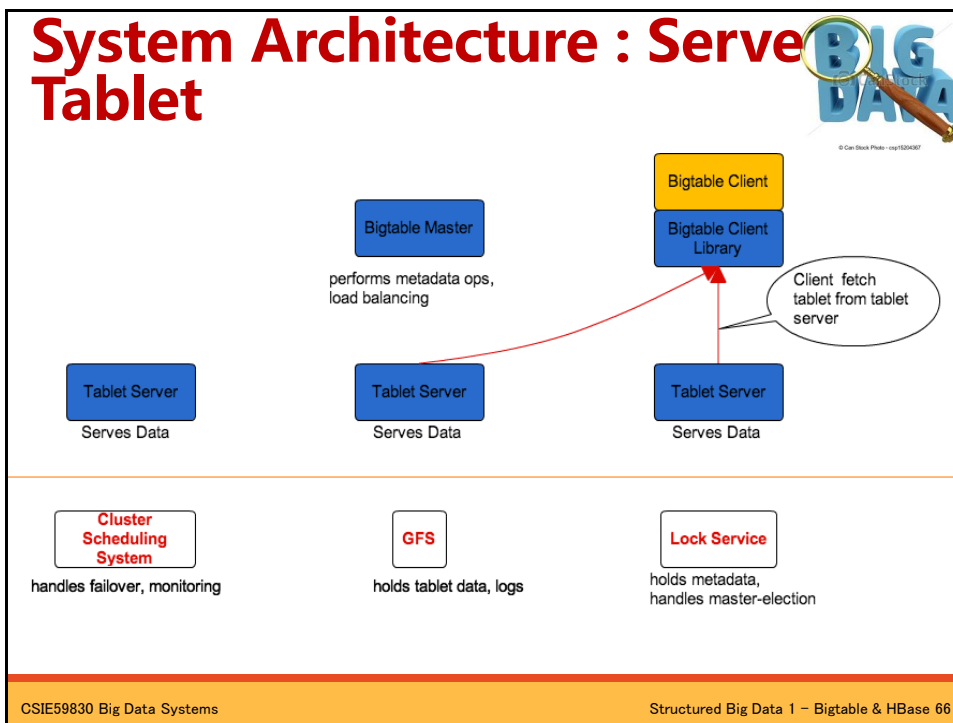 System Architecture : Serve
Tablet
BIG
DATA
© Can Stock Photo - csp15204367
Bigtable Client
Bigtable Master
Bigtable Client
Library
performs metadata ops,
load balancing
Client fetch
tablet from tablet
server
Tablet Server
Tablet Server
Tablet Server
Serves Data
Serves Data
Serves Data
Cluster
Scheduling
System
GFS
Lock Service
handles failover, monitoring
holds tablet data, logs
holds metadata,
handles master-election
CSIE59830 Big Data Systems
Structured Big Data 1 – Bigtable & HBase 66